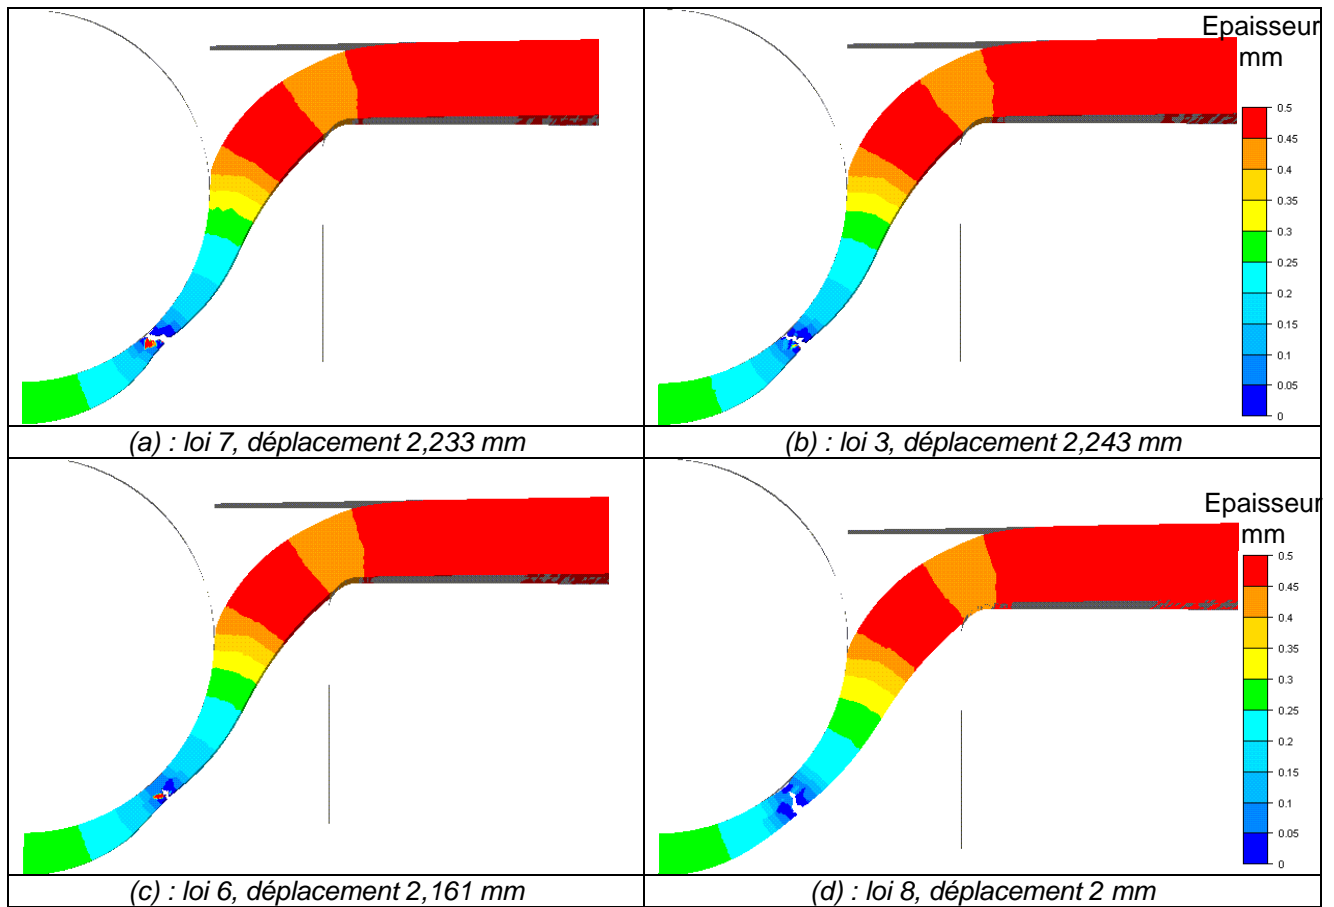 Epaisseur
mm
0.5
0.45
0.4
0.35
0.3
0.25
0.2
0.15
0.1
0.05
0
(a) : loi 7, déplacement 2,233 mm
(b) : loi 3, déplacement 2,243 mm
Epaisseur
mm
0.5
0.45
0.4
0.35
0.3
0.25
0.2
0.15
0.1
0.05
0
(c) : loi 6, déplacement 2,161 mm
(d) : loi 8, déplacement 2 mm